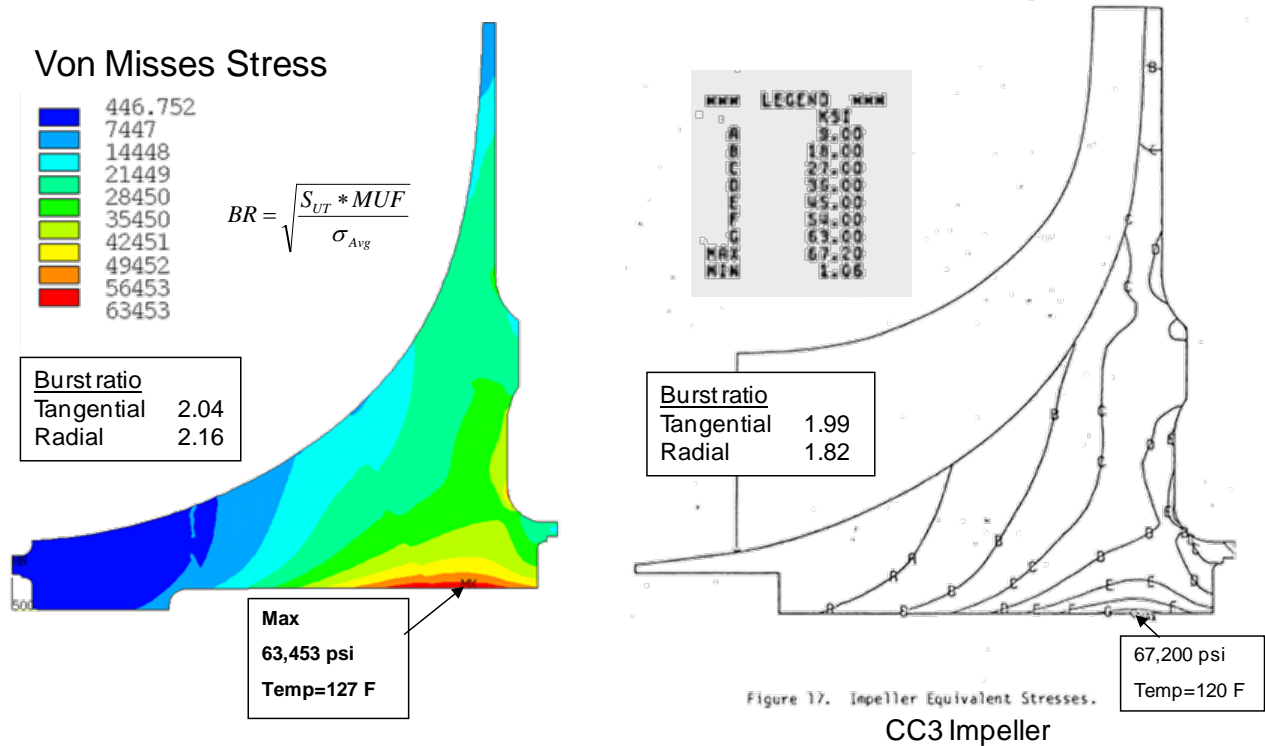 Von Misses Stress
446.752
7447
14448
21449
28450
35450
42451
49452
56453
63453
BR = √(S_UT * MUF / σ_Avg)
Burst ratio
Tangential 2.04
Radial 2.16
MX
500
Max
63,453 psi
Temp=127 F
*** LEGEND ***
KSI
A 9.00
B 18.00
C 27.00
D 36.00
E 45.00
F 54.00
G 63.00
MAX 67.20
MIN 1.06
Burst ratio
Tangential 1.99
Radial 1.82
B
C
C
D
C
B
C
C
D
E
A
A
B
B
C
C
D
D
E
E
F
F
G
67,200 psi
Temp=120 F
Figure 17. Impeller Equivalent Stresses.
CC3 Impeller